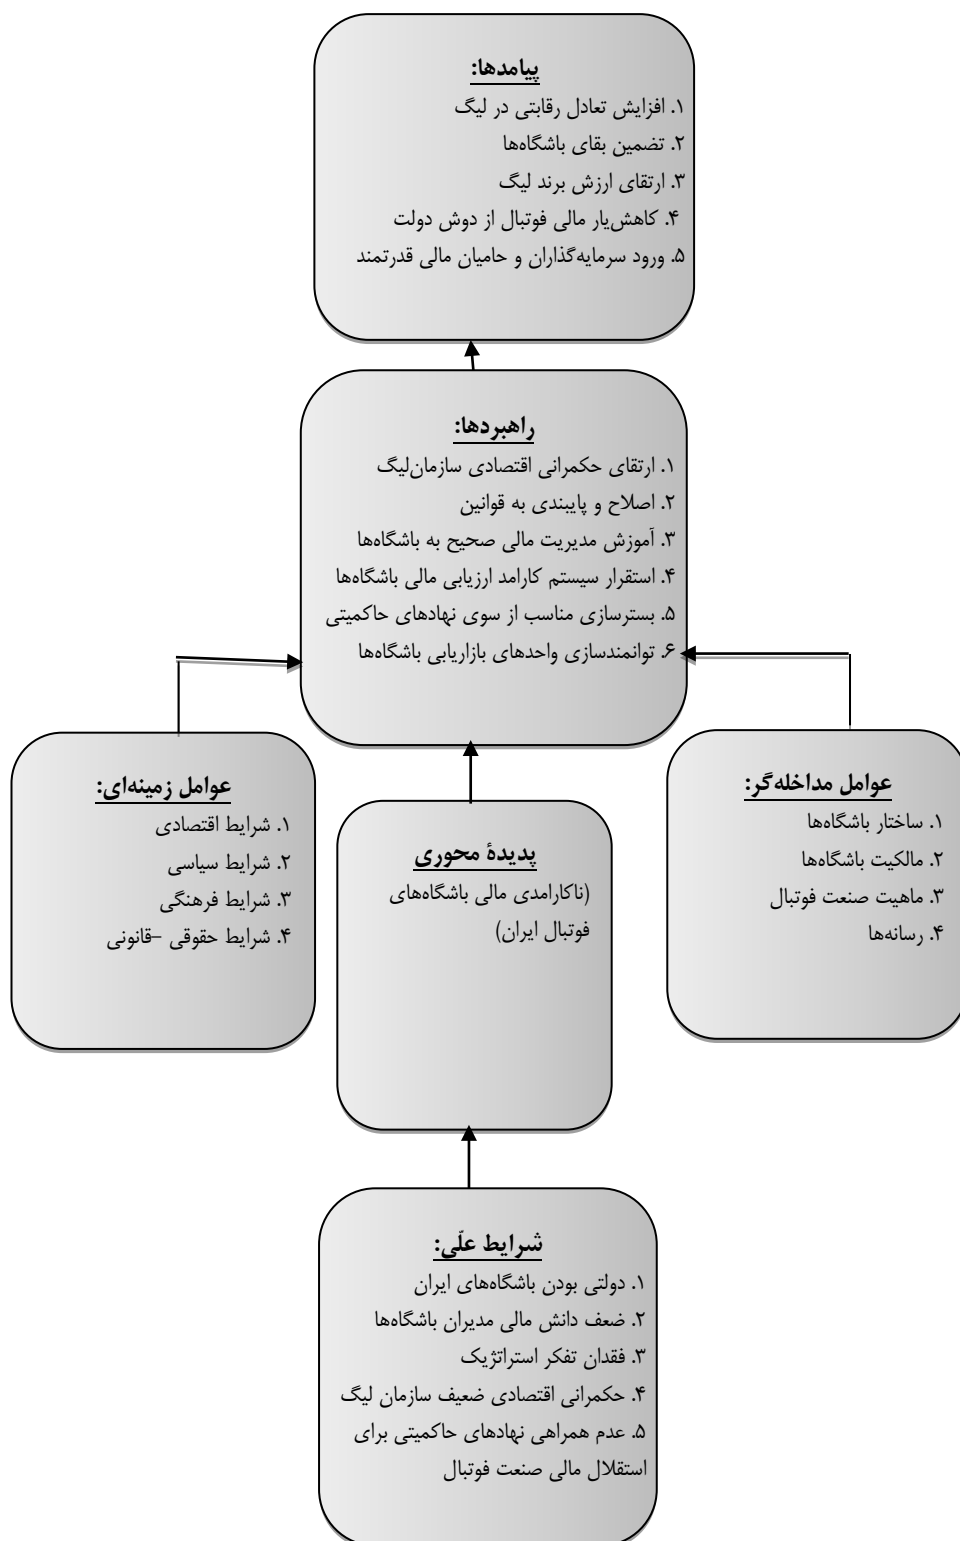 پیامدها:
۱. افزایش تعادل رقابتی در لیگ
۲. تضمین بقای باشگاه‌ها
۳. ارتقای ارزش برند لیگ
۴. کاهش‌یار مالی فوتبال از دوش دولت
۵. ورود سرمایه‌گذاران و حامیان مالی قدرتمند
راهبردها:
۱. ارتقای حکمرانی اقتصادی سازمان‌لیگ
۲. اصلاح و پایبندی به قوانین
۳. آموزش مدیریت مالی صحیح به باشگاه‌ها
۴. استقرار سیستم کارامد ارزیابی مالی باشگاه‌ها
۵. بسترسازی مناسب از سوی نهادهای حاکمیتی
۶. توانمندسازی واحدهای بازاریابی باشگاه‌ها
عوامل مداخله‌گر:
۱. ساختار باشگاه‌ها
۲. مالکیت باشگاه‌ها
۳. ماهیت صنعت فوتبال
۴. رسانه‌ها
پدیدهٔ محوری
(ناکارامدی مالی باشگاه‌های
فوتبال ایران)
عوامل زمینه‌ای:
۱. شرایط اقتصادی
۲. شرایط سیاسی
۳. شرایط فرهنگی
۴. شرایط حقوقی –قانونی
شرایط علّی:
۱. دولتی بودن باشگاه‌های ایران
۲. ضعف دانش مالی مدیران باشگاه‌ها
۳. فقدان تفکر استراتژیک
۴. حکمرانی اقتصادی ضعیف سازمان لیگ
۵. عدم همراهی نهادهای حاکمیتی برای
استقلال مالی صنعت فوتبال